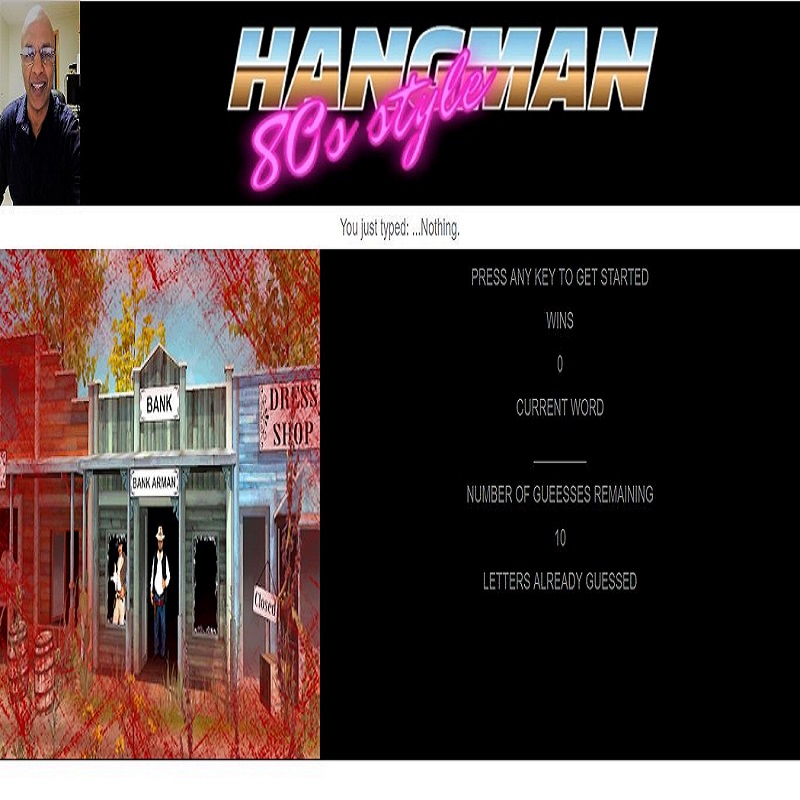 HANGMAN
80s style
You just typed: ...Nothing.
PRESS ANY KEY TO GET STARTED
WINS
0
CURRENT WORD
NUMBER OF GUEESSES REMAINING
10
LETTERS ALREADY GUESSED
BANK
BANK ARMAN
DRESS
SHOP
Closed